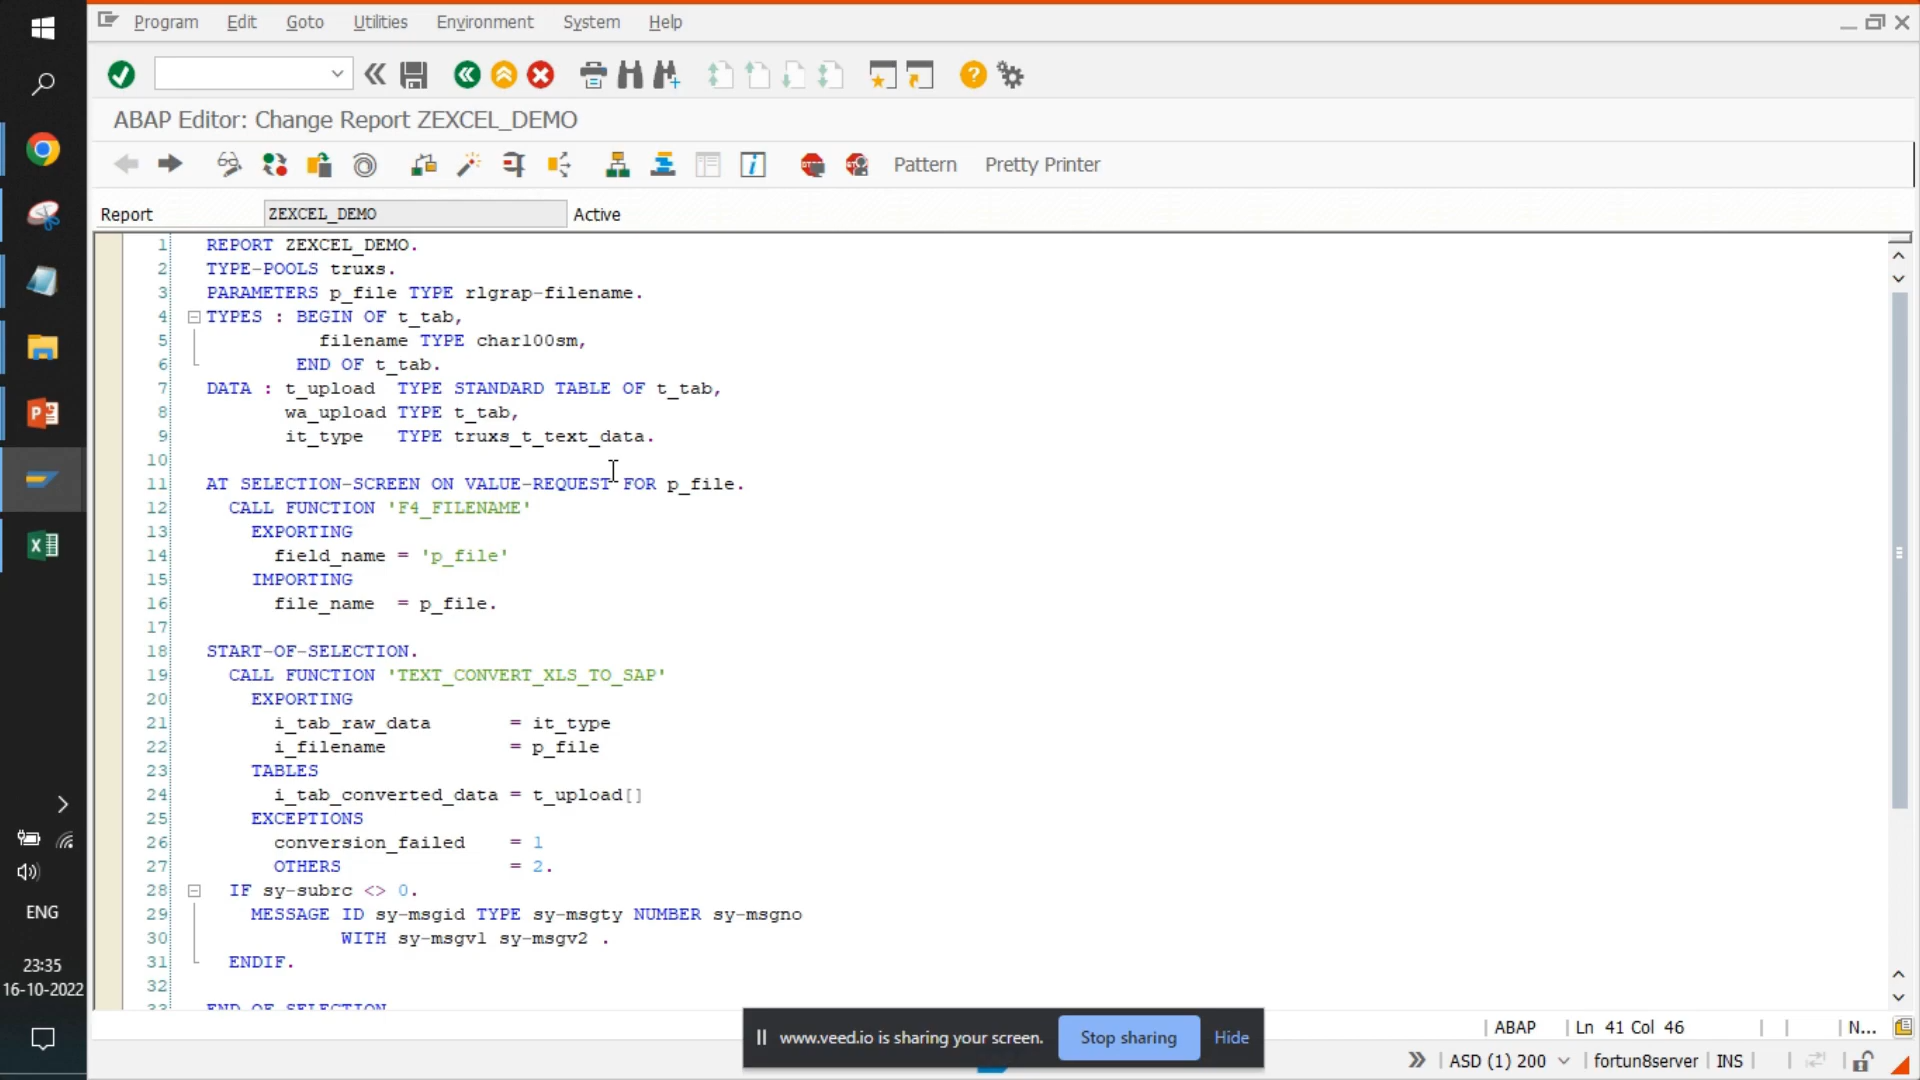 Program Edit Goto Utilities Environment System Help
ABAP Editor: Change Report ZEXCEL_DEMO
Pattern Pretty Printer
Report ZEXCEL_DEMO Active
1 REPORT ZEXCEL_DEMO.
2 TYPE-POOLS truxs.
3 PARAMETERS p_file TYPE rlgrap-filename.
4 TYPES : BEGIN OF t_tab,
5 filename TYPE char100sm,
6 END OF t_tab.
7 DATA : t_upload TYPE STANDARD TABLE OF t_tab,
8 wa_upload TYPE t_tab,
9 it_type TYPE truxs_t_text_data.
10
11 AT SELECTION-SCREEN ON VALUE-REQUEST FOR p_file.
12 CALL FUNCTION 'F4_FILENAME'
13 EXPORTING
14 field_name = 'p_file'
15 IMPORTING
16 file_name = p_file.
17
18 START-OF-SELECTION.
19 CALL FUNCTION 'TEXT_CONVERT_XLS_TO_SAP'
20 EXPORTING
21 i_tab_raw_data = it_type
22 i_filename = p_file
23 TABLES
24 i_tab_converted_data = t_upload[]
25 EXCEPTIONS
26 conversion_failed = 1
27 OTHERS = 2.
28 IF sy-subrc <> 0.
29 MESSAGE ID sy-msgid TYPE sy-msgty NUMBER sy-msgno
30 WITH sy-msgv1 sy-msgv2 .
31 ENDIF.
32
33 END-OF-SELECTION
www.veed.io is sharing your screen. Stop sharing Hide
ABAP Ln 41 Col 46 N...
ASD (1) 200 fortun8server INS
ENG
23:35
16-10-2022